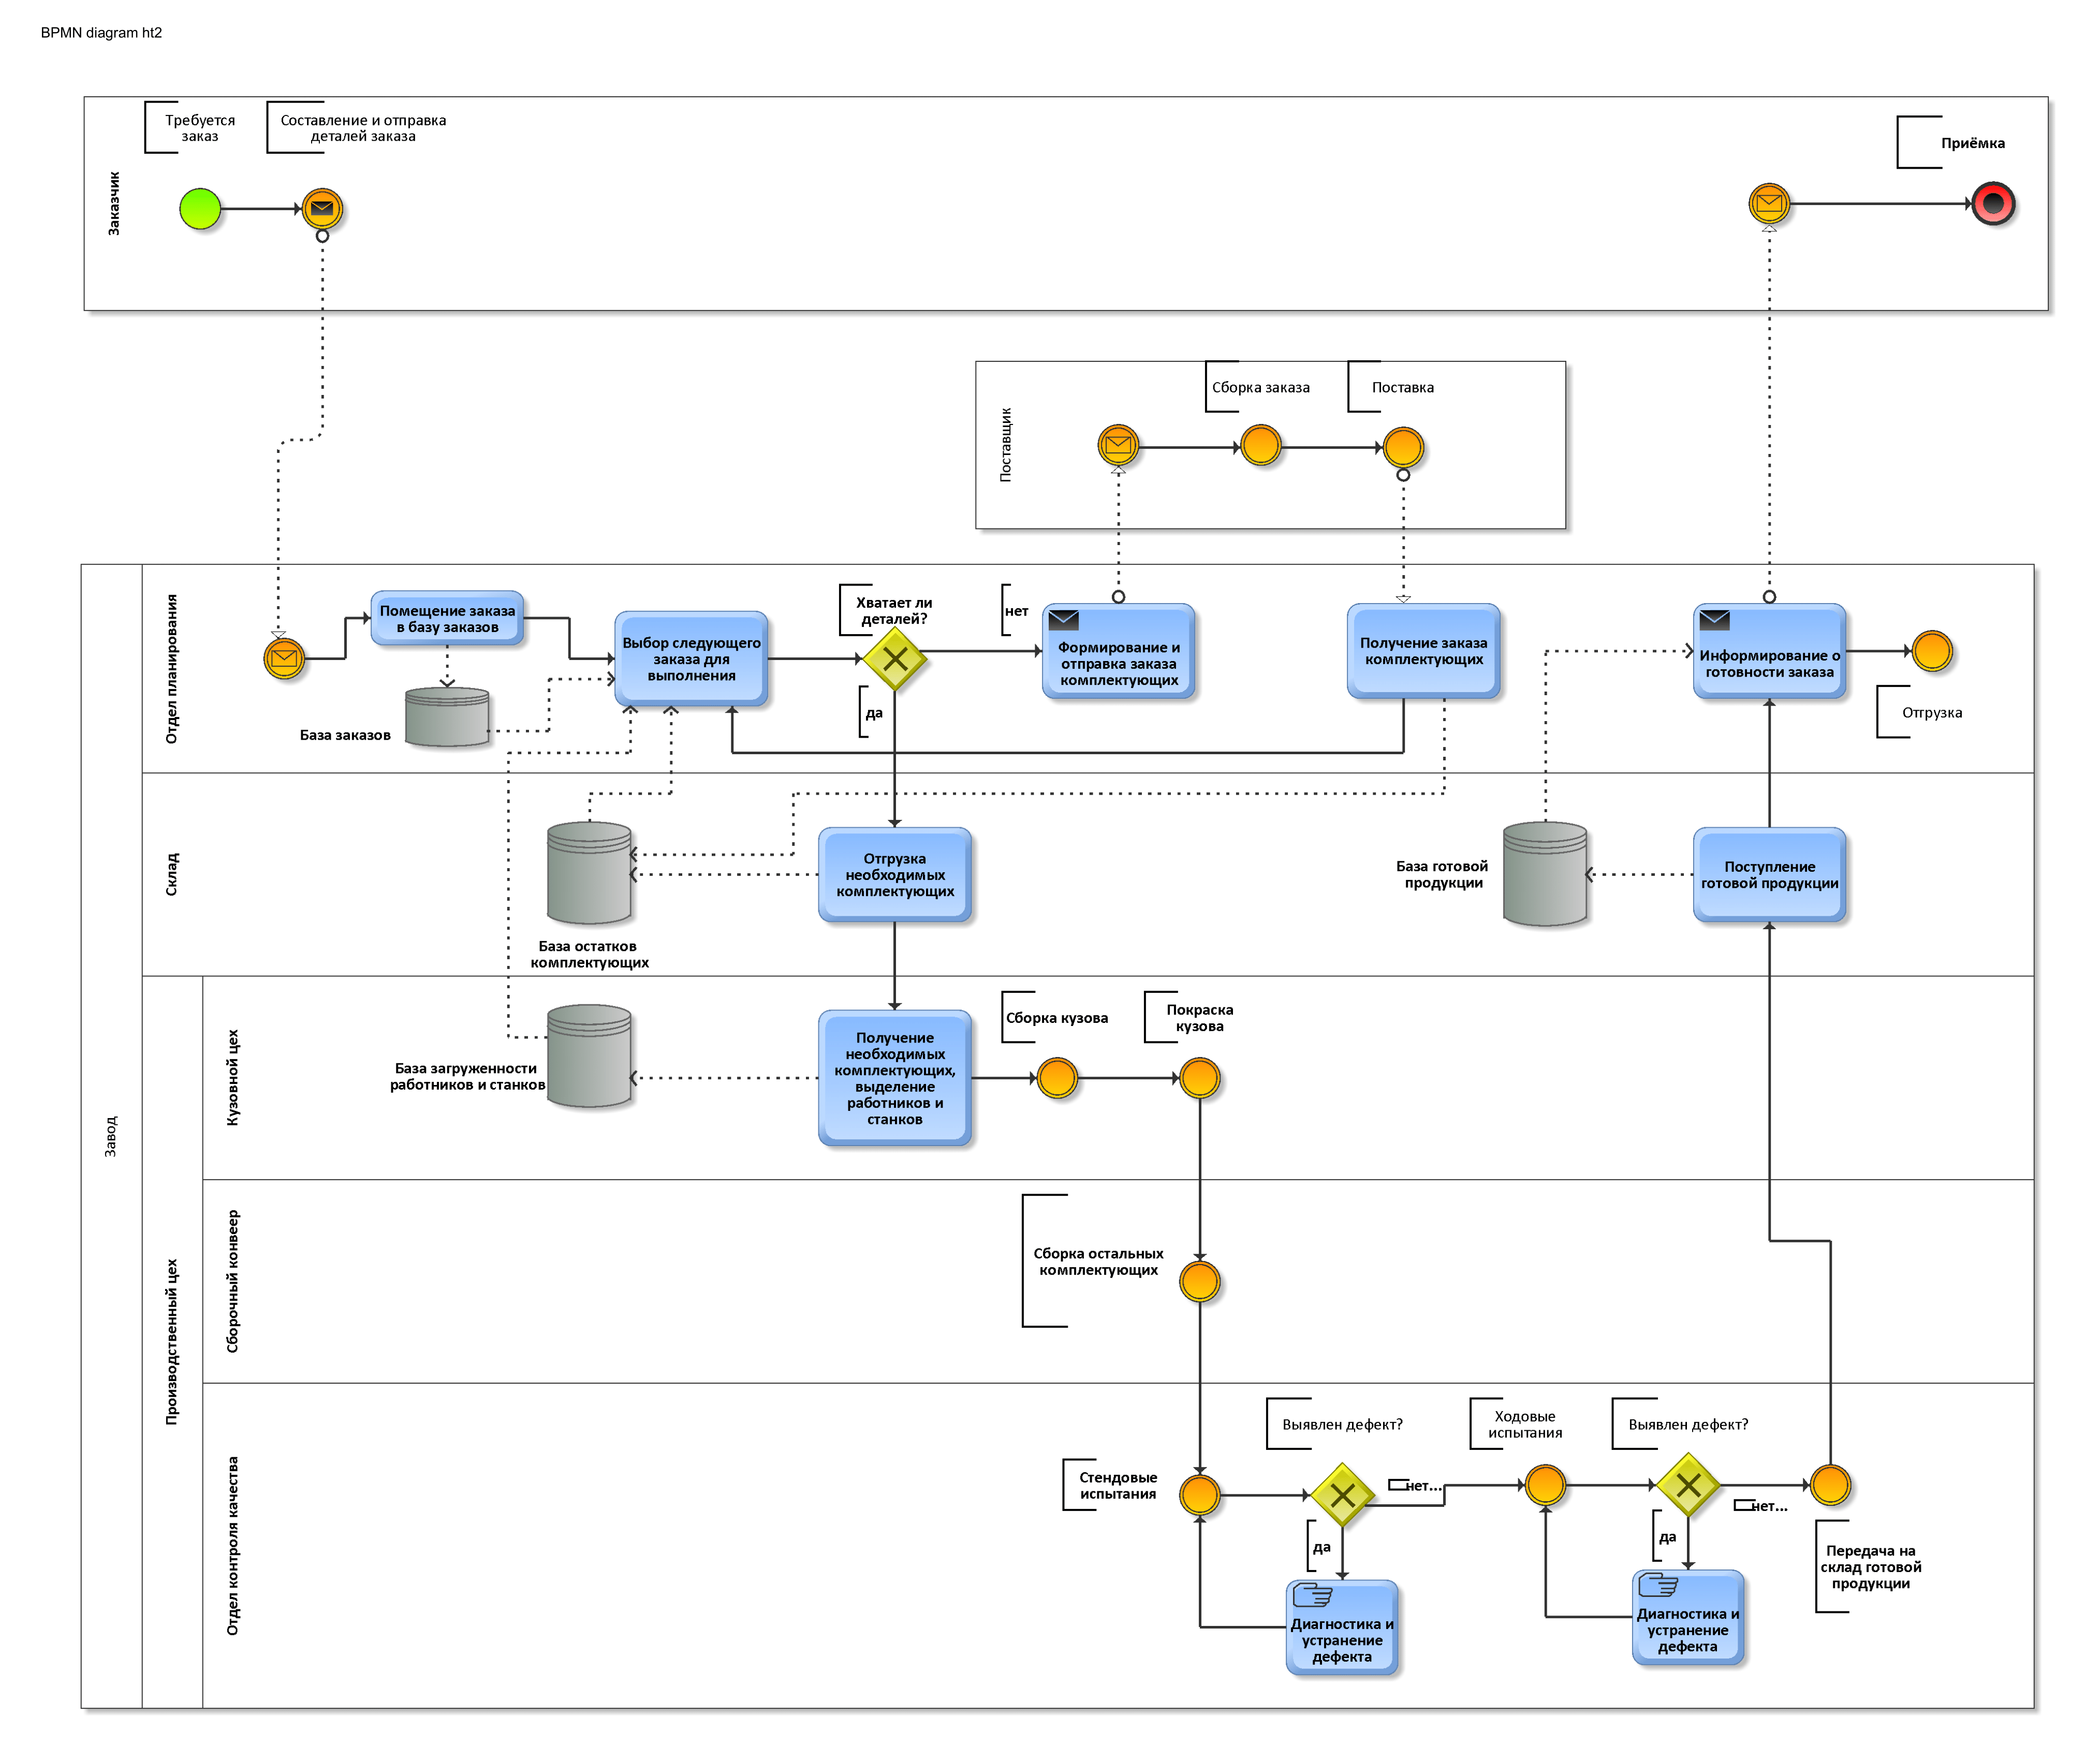 BPMN diagram ht2
Требуется
заказ
Составление и отправка
деталей заказа
Приёмка
Заказчик
Сборка заказа
Поставка
Поставщик
Завод
Отдел планирования
Помещение заказа
в базу заказов
База заказов
Выбор следующего
заказа для
выполнения
Хватает ли
деталей?
да
нет
Формирование и
отправка заказа
комплектующих
Получение заказа
комплектующих
Информирование о
готовности заказа
Отгрузка
Склад
База остатков
комплектующих
Отгрузка
необходимых
комплектующих
База готовой
продукции
Поступление
готовой продукции
Производственный цех
Кузовной цех
База загруженности
работников и станков
Получение
необходимых
комплектующих,
выделение
работников и
станков
Сборка кузова
Покраска
кузова
Сборочный конвеер
Сборка остальных
комплектующих
Отдел контроля качества
Стендовые
испытания
Выявлен дефект?
нет...
да
Диагностика и
устранение
дефекта
Ходовые
испытания
Выявлен дефект?
нет...
да
Диагностика и
устранение
дефекта
Передача на
склад готовой
продукции